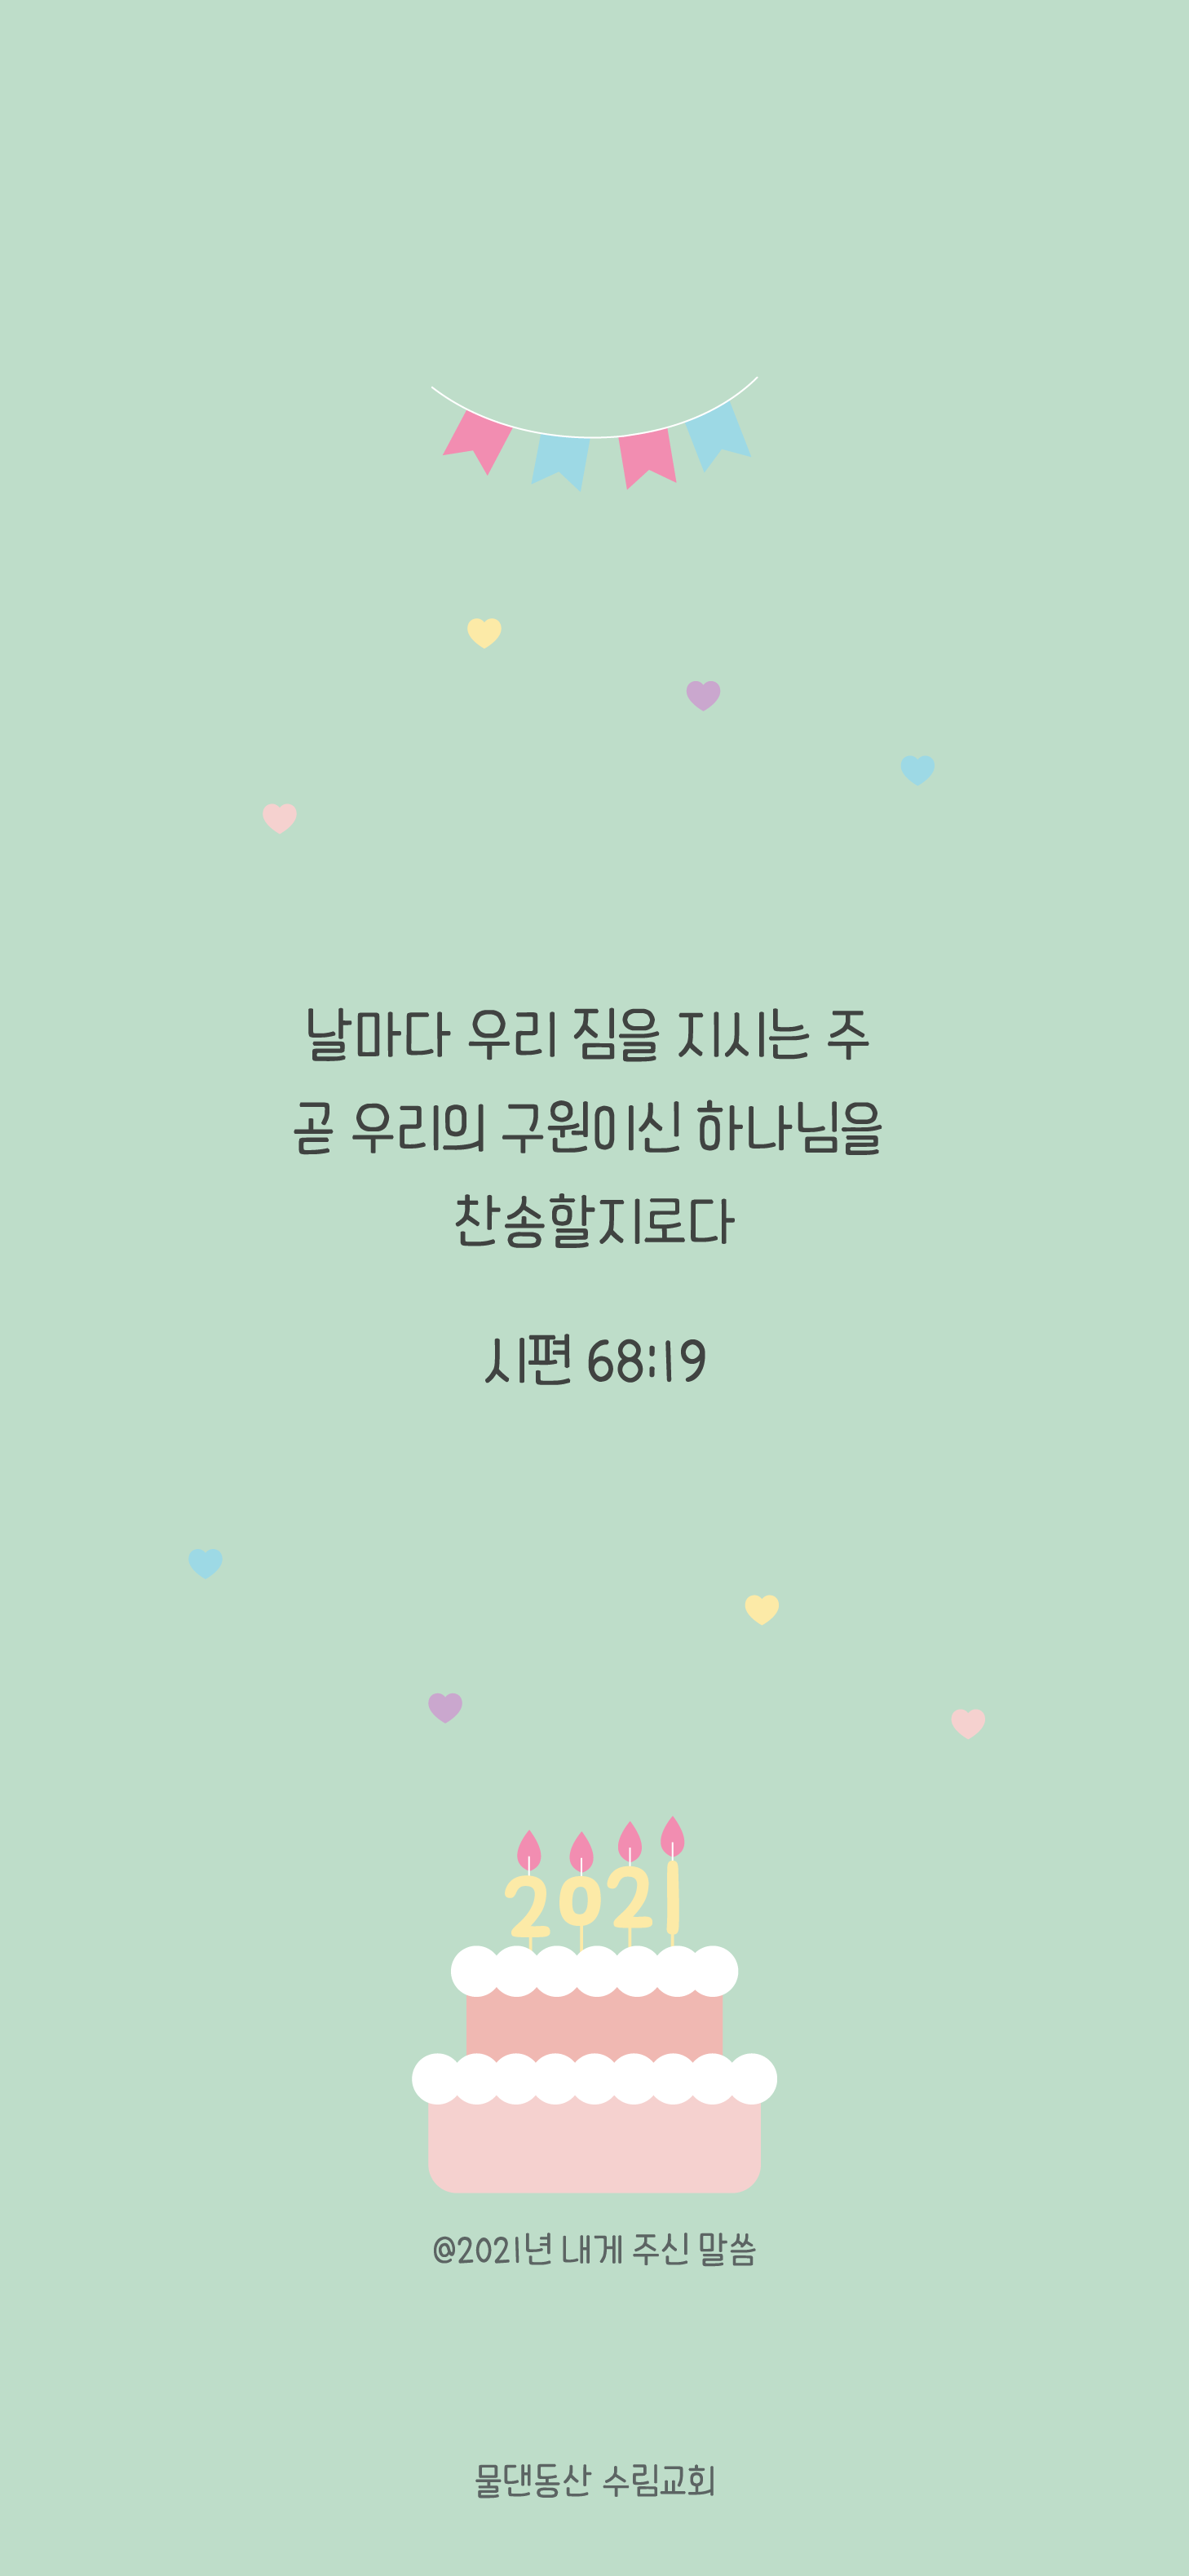 날마다 우리 짐을 지시는 주
곧 우리의 구원이신 하나님을
찬송할지로다
시편 68:19
2021
@2021년 내게 주신 말씀
물댄동산 수림교회